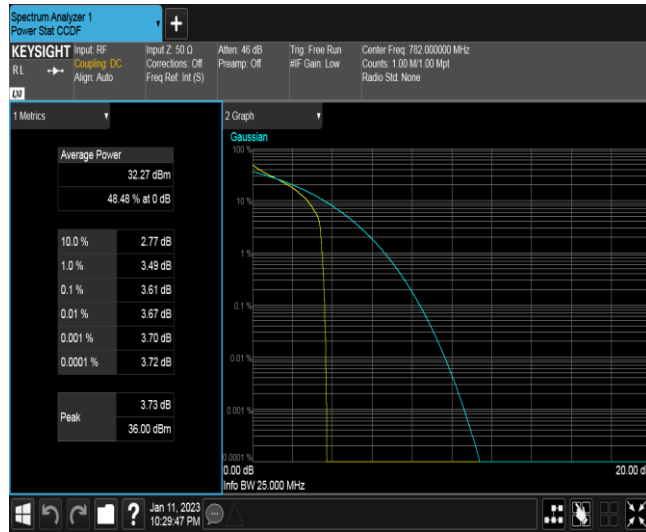 Spectrum Analyzer 1
Power Stat CCDF
+
KEYSIGHT
RL
LXI
Input: RF
Coupling: DC
Align: Auto
Input Z: 50 Ω
Corrections: Off
Freq Ref: Int (S)
Atten: 46 dB
Preamp: Off
Trig: Free Run
#IF Gain: Low
Center Freq: 782.000000 MHz
Counts: 1.00 M/1.00 Mpt
Radio Std: None
1 Metrics
Average Power
32.27 dBm
48.48 % at 0 dB
10.0 % 2.77 dB
1.0 % 3.49 dB
0.1 % 3.61 dB
0.01 % 3.67 dB
0.001 % 3.70 dB
0.0001 % 3.72 dB
Peak
3.73 dB
36.00 dBm
2 Graph
Gaussian
100 %
10 %
1 %
0.1 %
0.01 %
0.001 %
0.0001 %
0.00 dB
20.00 d
Info BW 25.000 MHz
?
Jan 11, 2023
10:29:47 PM